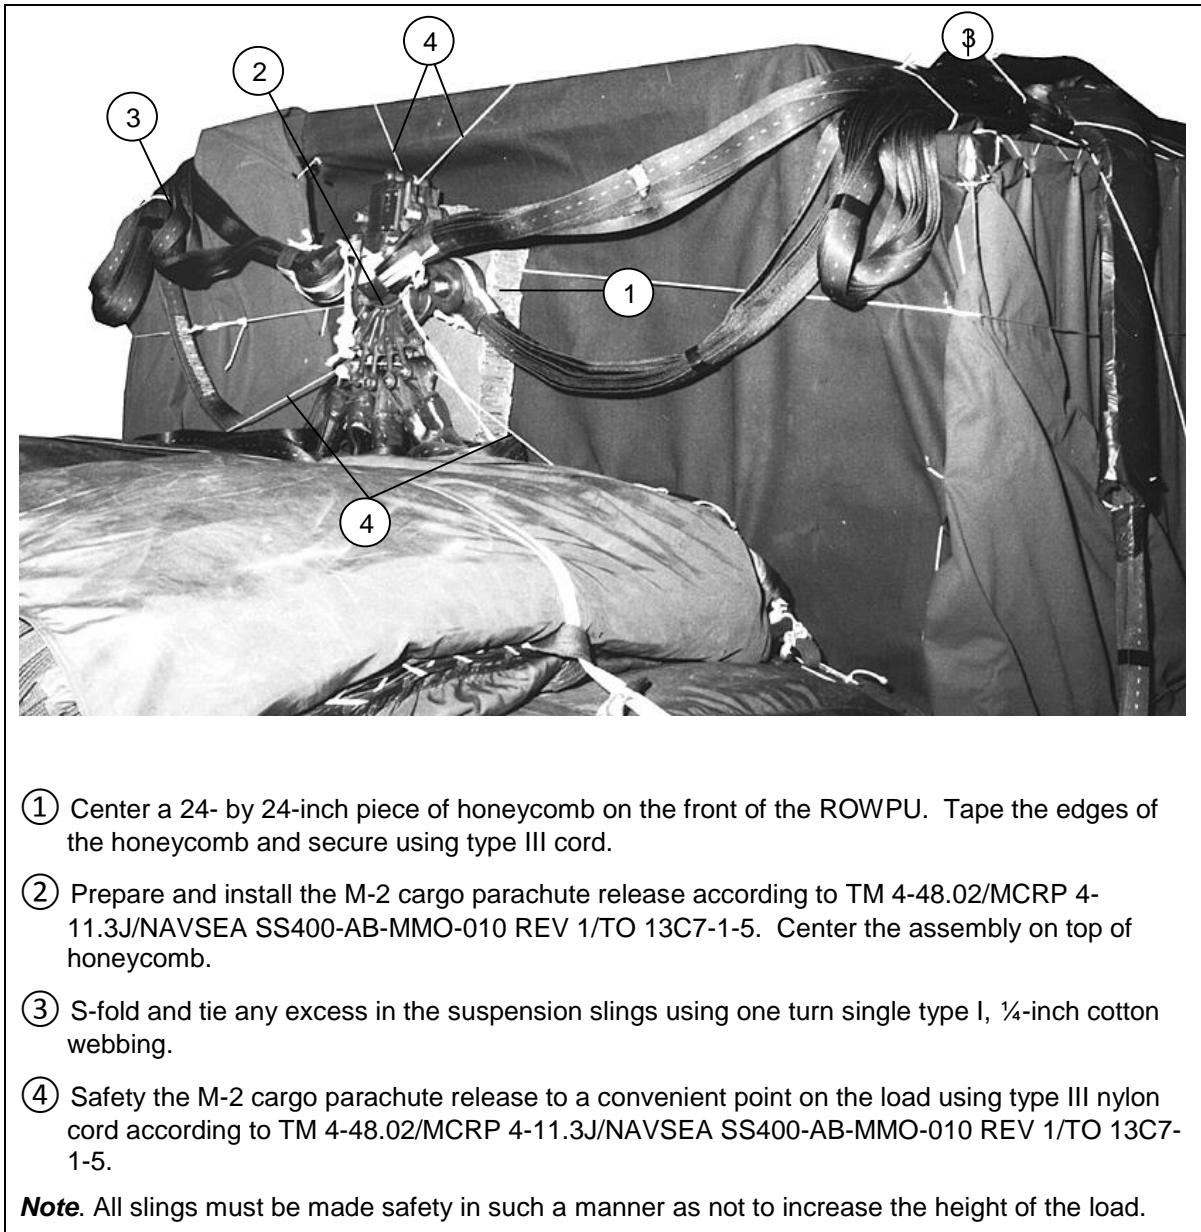 4
3
2
3
1
4
① Center a 24- by 24-inch piece of honeycomb on the front of the ROWPU.  Tape the edges of
the honeycomb and secure using type III cord.
② Prepare and install the M-2 cargo parachute release according to TM 4-48.02/MCRP 4-
11.3J/NAVSEA SS400-AB-MMO-010 REV 1/TO 13C7-1-5.  Center the assembly on top of
honeycomb.
③ S-fold and tie any excess in the suspension slings using one turn single type I, ¼-inch cotton
webbing.
④ Safety the M-2 cargo parachute release to a convenient point on the load using type III nylon
cord according to TM 4-48.02/MCRP 4-11.3J/NAVSEA SS400-AB-MMO-010 REV 1/TO 13C7-
1-5.
Note. All slings must be made safety in such a manner as not to increase the height of the load.